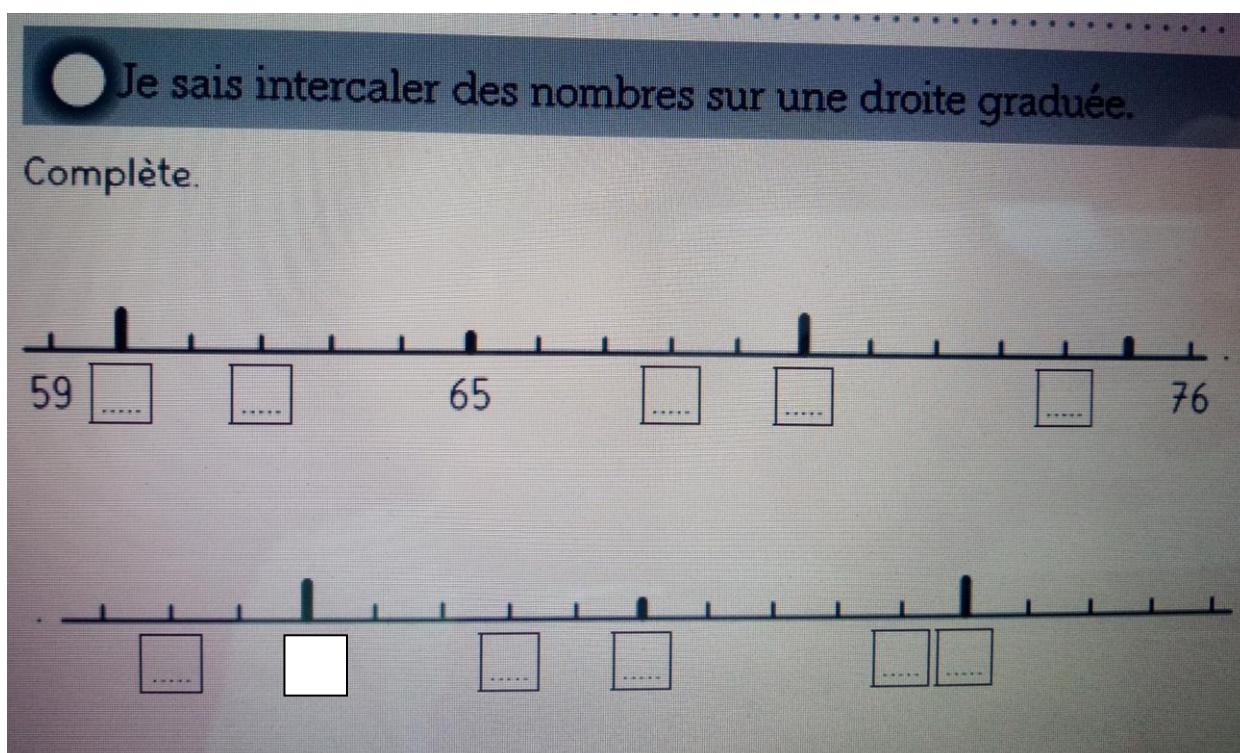 Je sais intercaler des nombres sur une droite graduée.
Complète.
59 ..... ..... 65 ..... ..... ..... 76
..... ..... ..... ..... .....